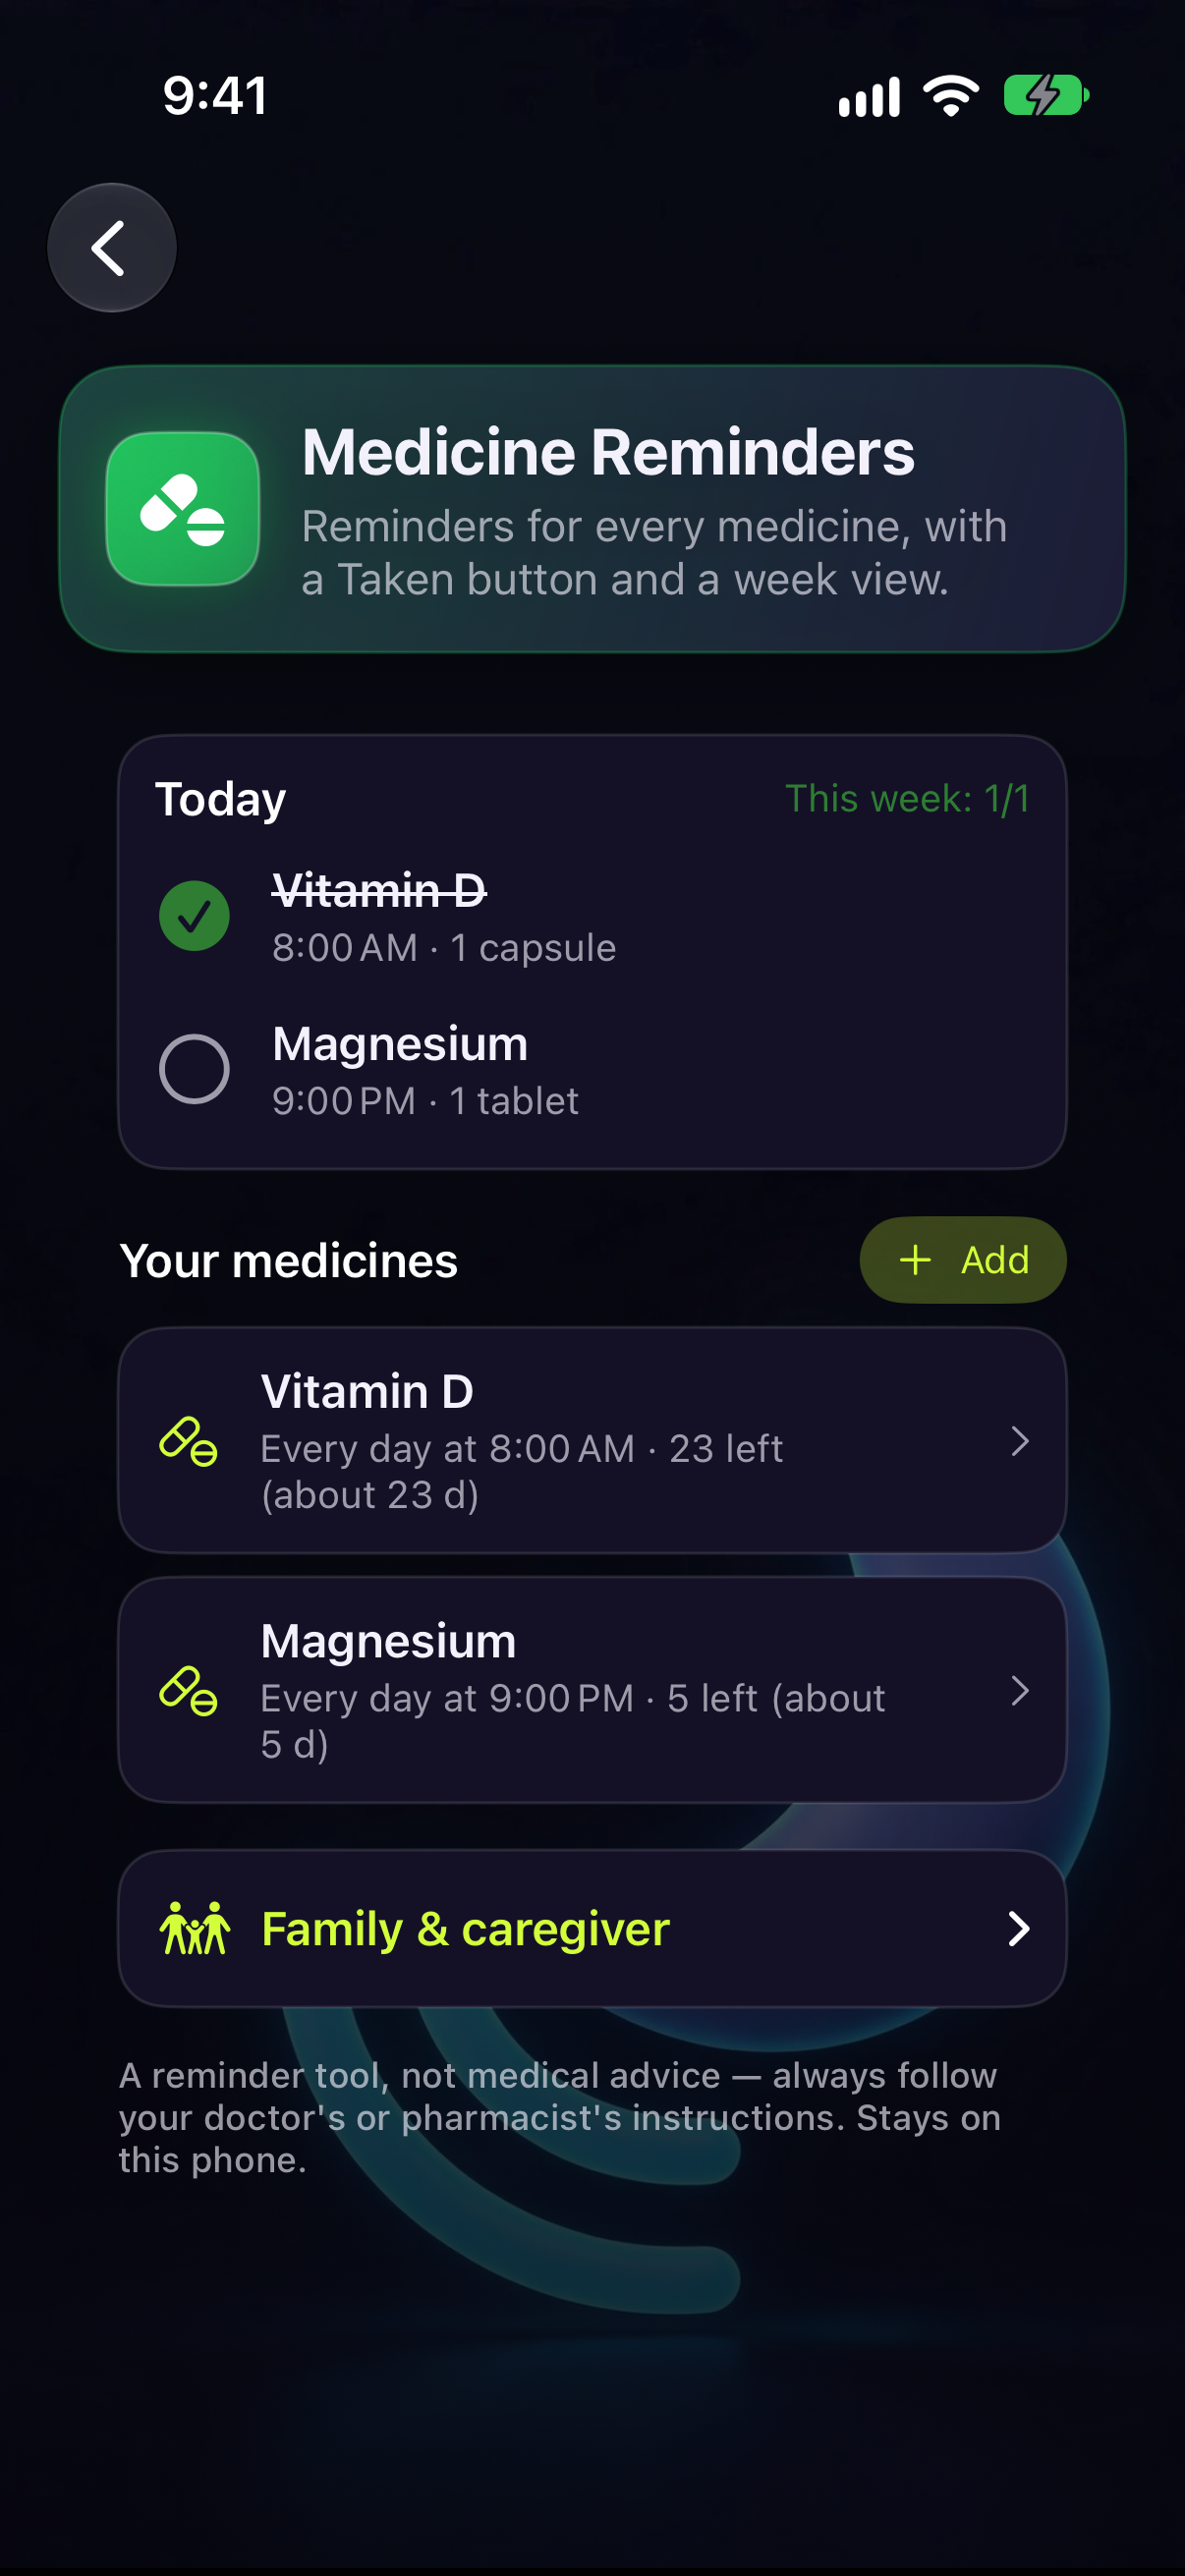 9:41
Medicine Reminders
Reminders for every medicine, with
a Taken button and a week view.
Today
This week: 1/1
Vitamin D
8:00 AM · 1 capsule
Magnesium
9:00 PM · 1 tablet
Your medicines
+ Add
Vitamin D
Every day at 8:00 AM · 23 left
(about 23 d)
Magnesium
Every day at 9:00 PM · 5 left (about
5 d)
Family & caregiver
A reminder tool, not medical advice — always follow
your doctor's or pharmacist's instructions. Stays on
this phone.